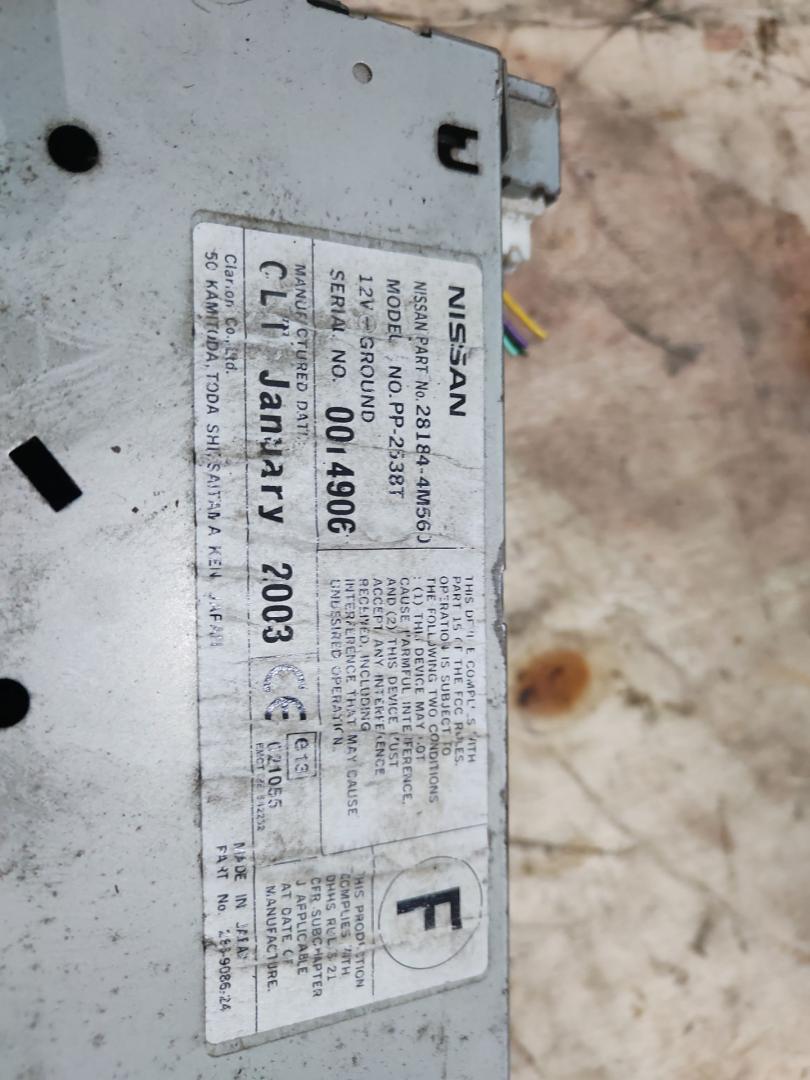 NISSAN
NISSAN PART No. 28184-4M560
MODEL NO. PP-2538T
12V - GROUND
SERIAL NO. 0014906
MANUFACTURED DATE
CLT January 2003
Clarion Co., Ltd.
50 KAMITODA, TODA SHI, SAITAMA KEN JAPAN
THIS DEVICE COMPLIES WITH
PART 15 OF THE FCC RULES.
OPERATION IS SUBJECT TO
THE FOLLOWING TWO CONDITIONS
: (1) THIS DEVICE MAY NOT
CAUSE HARMFUL INTERFERENCE,
AND (2) THIS DEVICE MUST
ACCEPT ANY INTERFERENCE
RECEIVED, INCLUDING
INTERFERENCE THAT MAY CAUSE
UNDESIRED OPERATION.
CE
e13
021055
F
THIS PRODUCTION
COMPLIES WITH
DHHS RULES 21
CFR SUBCHAPTER
J APPLICABLE
AT DATE OF
MANUFACTURE.
MADE IN JAPAN
PART No.